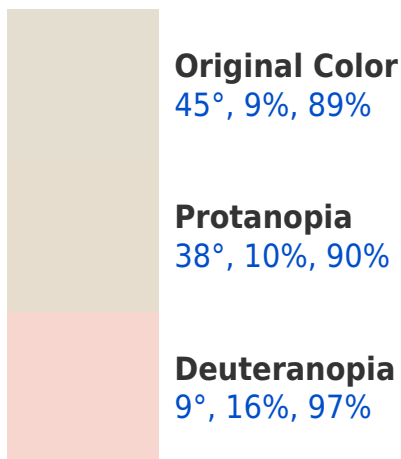 Original Color
45°, 9%, 89%
Protanopia
38°, 10%, 90%
Deuteranopia
9°, 16%, 97%